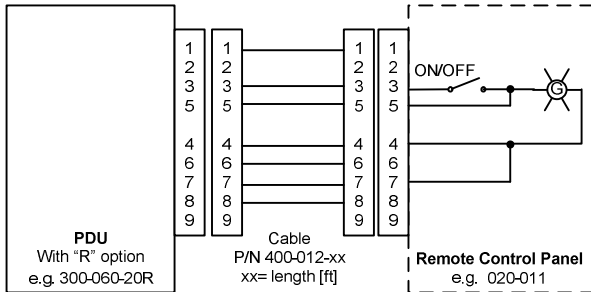 1 1 1 1
2 2 2 2
3 3 3 3
5 5 5 5
4 4 4 4
6 6 6 6
7 7 7 7
8 8 8 8
9 9 9 9
ON/OFF
G
PDU
With “R” option
e.g. 300-060-20R
Cable
P/N 400-012-xx
xx= length [ft]
Remote Control Panel
e.g. 020-011